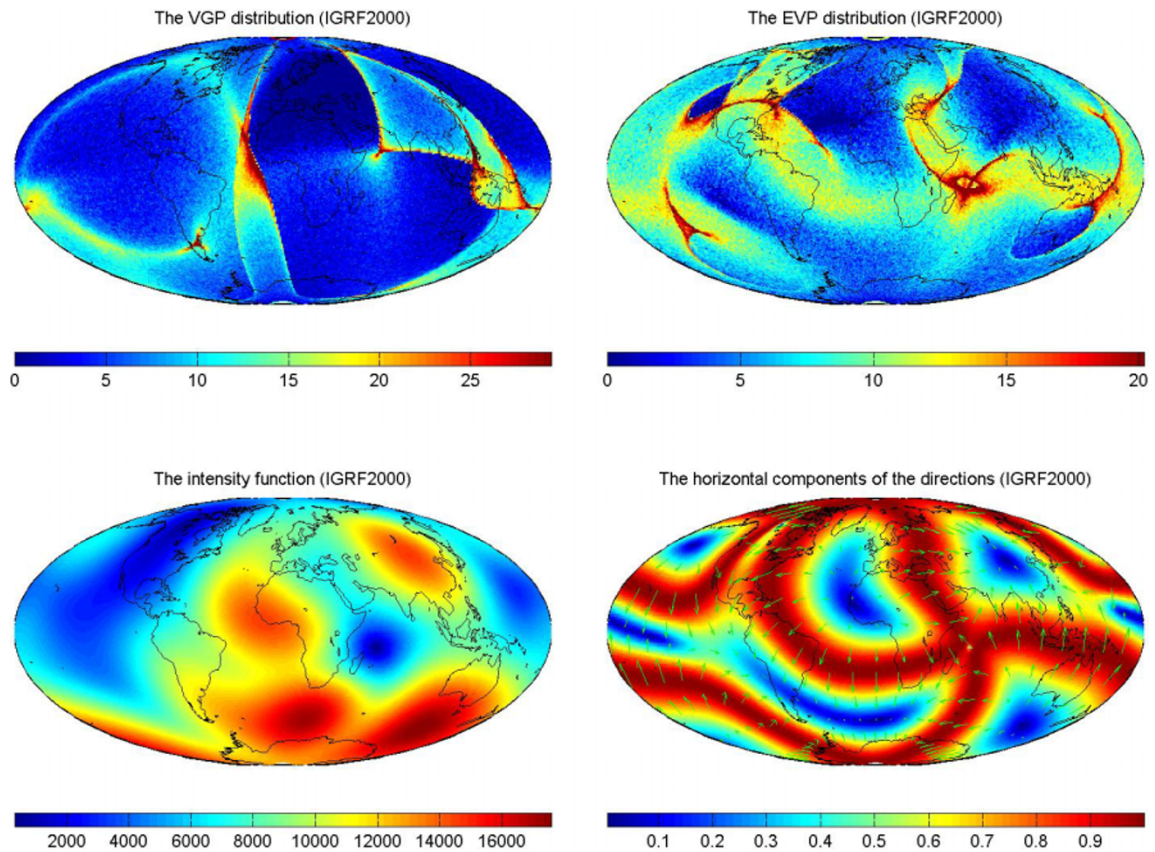 The VGP distribution (IGRF2000)
The EVP distribution (IGRF2000)
0 5 10 15 20 25
0 5 10 15 20
The intensity function (IGRF2000)
The horizontal components of the directions (IGRF2000)
2000 4000 6000 8000 10000 12000 14000 16000
0.1 0.2 0.3 0.4 0.5 0.6 0.7 0.8 0.9